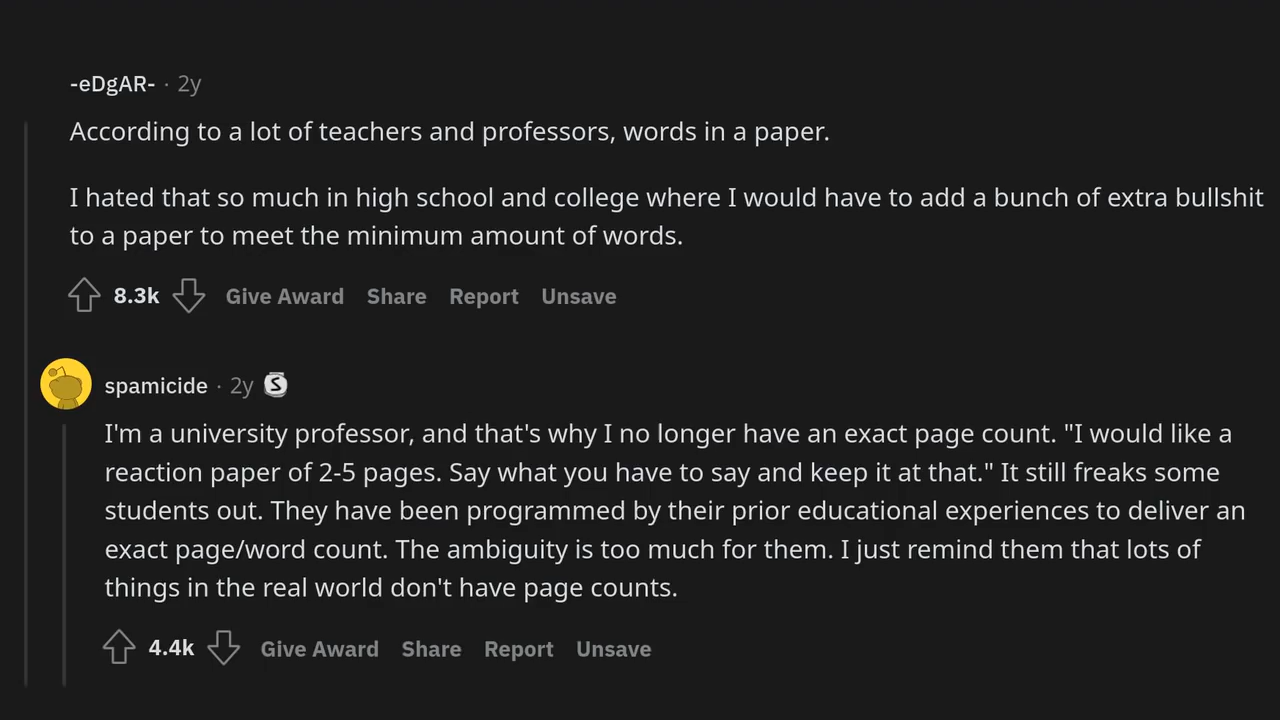 -eDgAR- · 2y
According to a lot of teachers and professors, words in a paper.
I hated that so much in high school and college where I would have to add a bunch of extra bullshit
to a paper to meet the minimum amount of words.
8.3k Give Award Share Report Unsave
spamicide · 2y S
I'm a university professor, and that's why I no longer have an exact page count. "I would like a
reaction paper of 2-5 pages. Say what you have to say and keep it at that." It still freaks some
students out. They have been programmed by their prior educational experiences to deliver an
exact page/word count. The ambiguity is too much for them. I just remind them that lots of
things in the real world don't have page counts.
4.4k Give Award Share Report Unsave